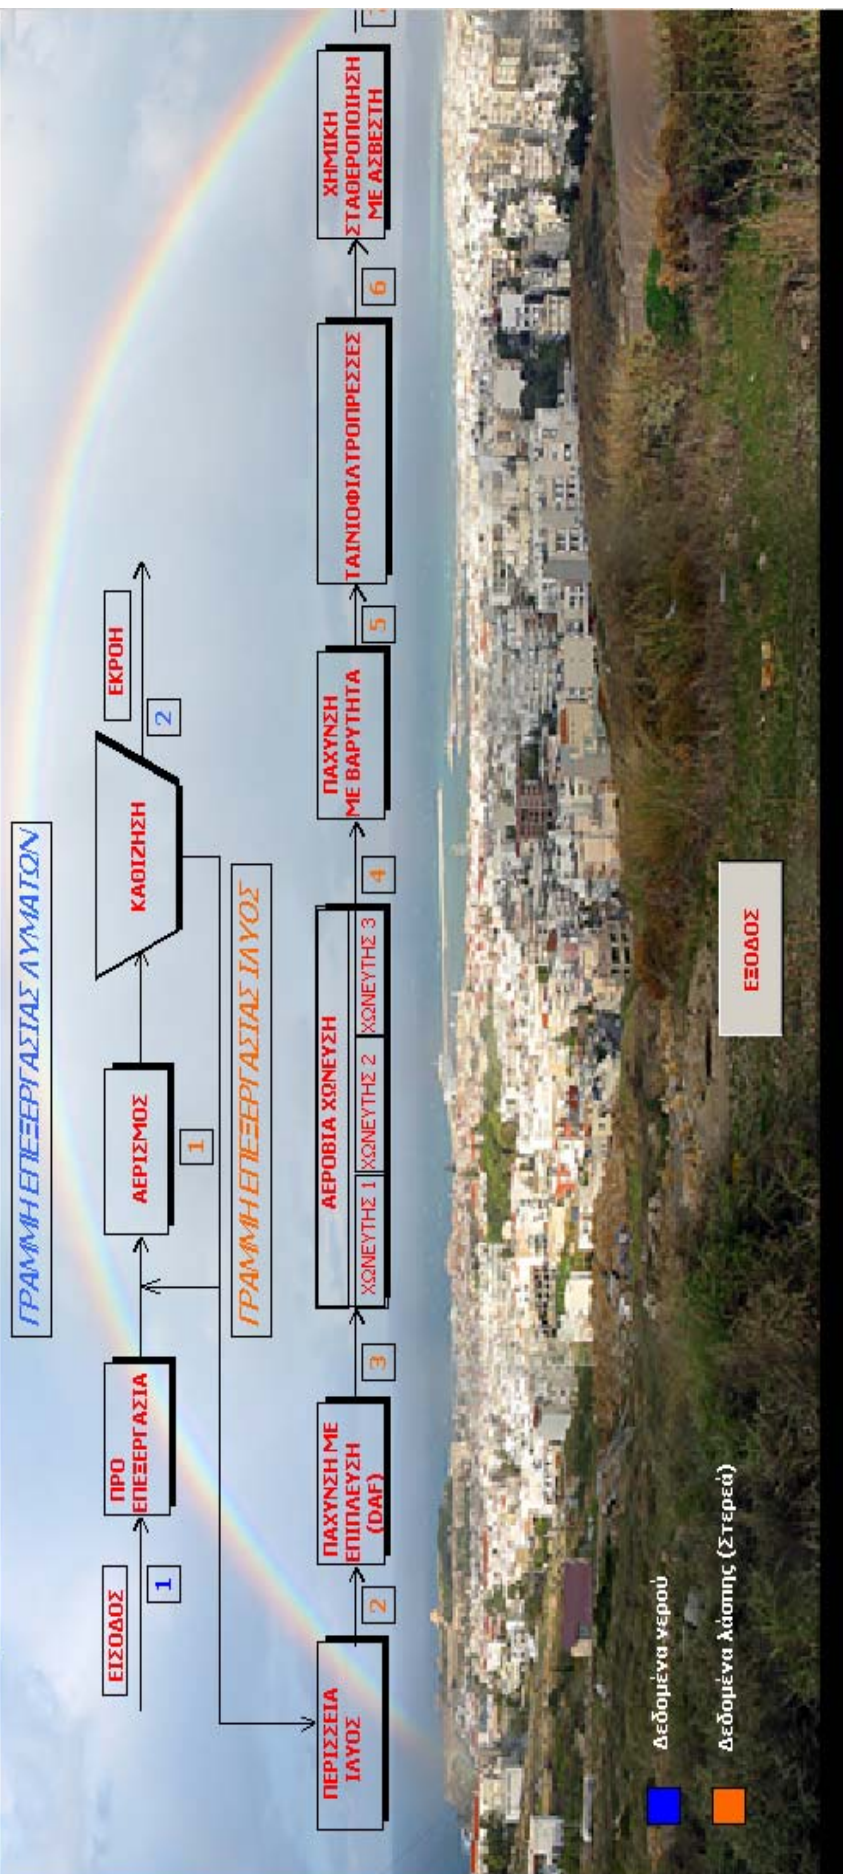 ΓΡΑΜΜΗ ΕΠΕΞΕΡΓΑΣΙΑΣ ΛΥΜΑΤΩΝ
ΕΙΣΟΔΟΣ
1
ΠΡΟ
ΕΠΕΞΕΡΓΑΣΙΑ
ΑΕΡΙΣΜΟΣ
1
ΚΑΘΙΖΗΣΗ
ΕΚΡΟΗ
2
ΓΡΑΜΜΗ ΕΠΕΞΕΡΓΑΣΙΑΣ ΙΛΥΟΣ
ΠΕΡΙΣΣΕΙΑ
ΙΛΥΟΣ
2
ΠΑΧΥΝΣΗ ΜΕ
ΕΠΙΠΛΕΥΣΗ
(DAF)
3
ΑΕΡΟΒΙΑ ΧΩΝΕΥΣΗ
ΧΩΝΕΥΤΗΣ 1
ΧΩΝΕΥΤΗΣ 2
ΧΩΝΕΥΤΗΣ 3
4
ΠΑΧΥΝΣΗ
ΜΕ ΒΑΡΥΤΗΤΑ
5
ΤΑΙΝΙΟΦΙΛΤΡΟΠΡΕΣΣΕΣ
6
ΧΗΜΙΚΗ
ΣΤΑΘΕΡΟΠΟΙΗΣΗ
ΜΕ ΑΣΒΕΣΤΗ
Δεδομένα νερού
Δεδομένα λάσπης (Στερεά)
ΕΞΟΔΟΣ